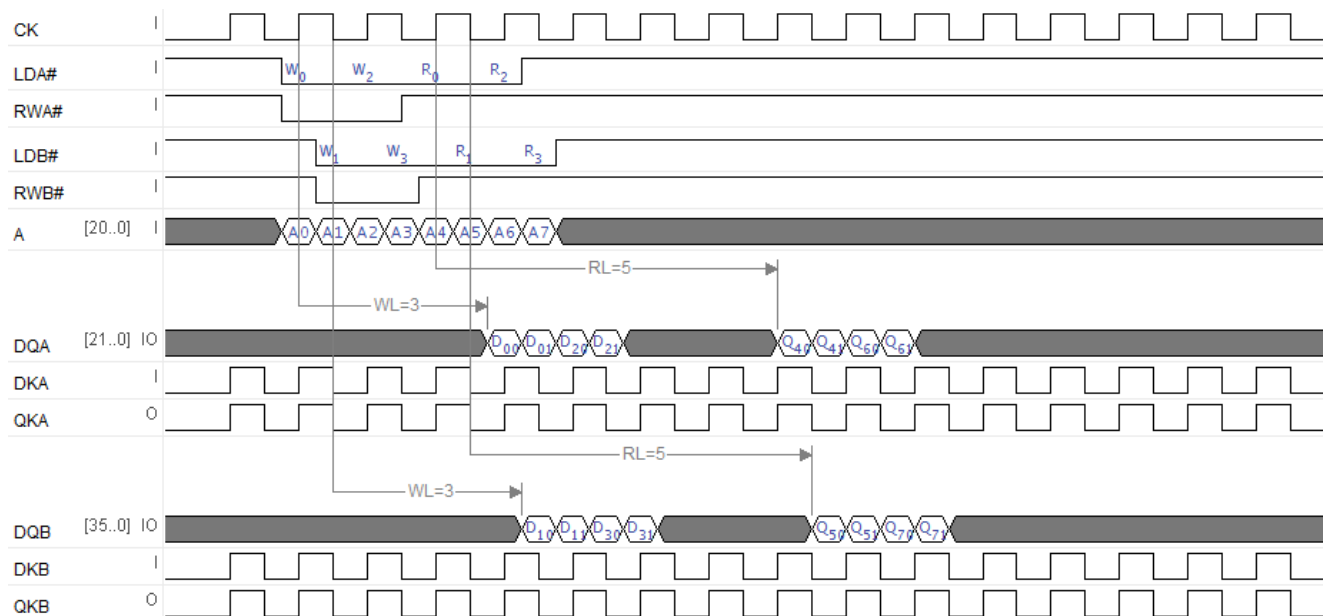 CK I
LDA# I W0 W2 R0 R2
RWA# I
LDB# I W1 W3 R1 R3
RWB# I
A [20..0] I A0 A1 A2 A3 A4 A5 A6 A7
RL=5
WL=3
DQA [21..0] IO D00 D01 D20 D21 Q40 Q41 Q60 Q61
DKA I
QKA O
RL=5
WL=3
DQB [35..0] IO D10 D11 D30 D31 Q50 Q51 Q70 Q71
DKB I
QKB O